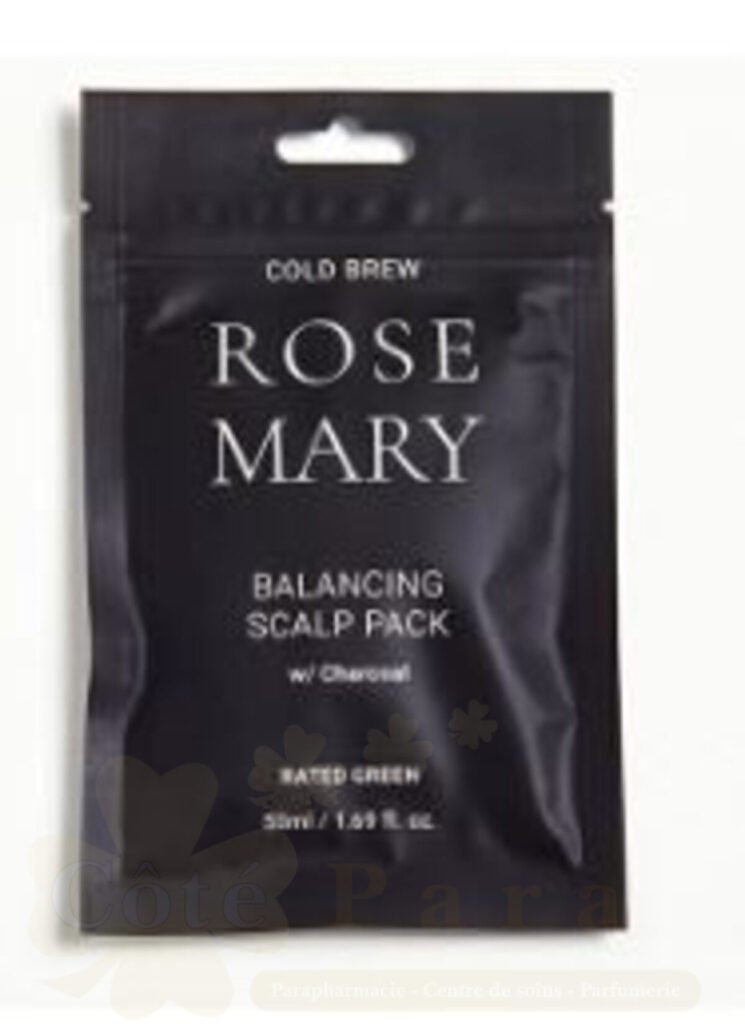 COLD BREW
ROSE
MARY
BALANCING
SCALP PACK
w/ Charcoal
RATED GREEN
50ml / 1.69 fl. oz.
Côté Para
Parapharmacie - Centre de soins - Parfumerie